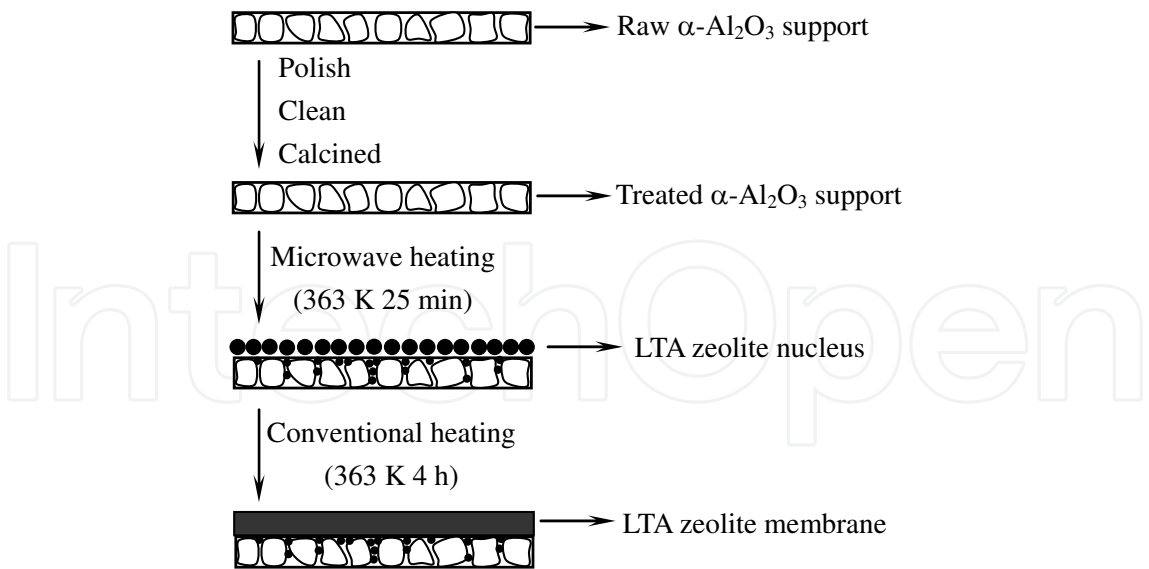 Raw α-Al₂O₃ support
Polish
Clean
Calcined
Treated α-Al₂O₃ support
Microwave heating
(363 K 25 min)
IntechOpen
LTA zeolite nucleus
Conventional heating
(363 K 4 h)
LTA zeolite membrane